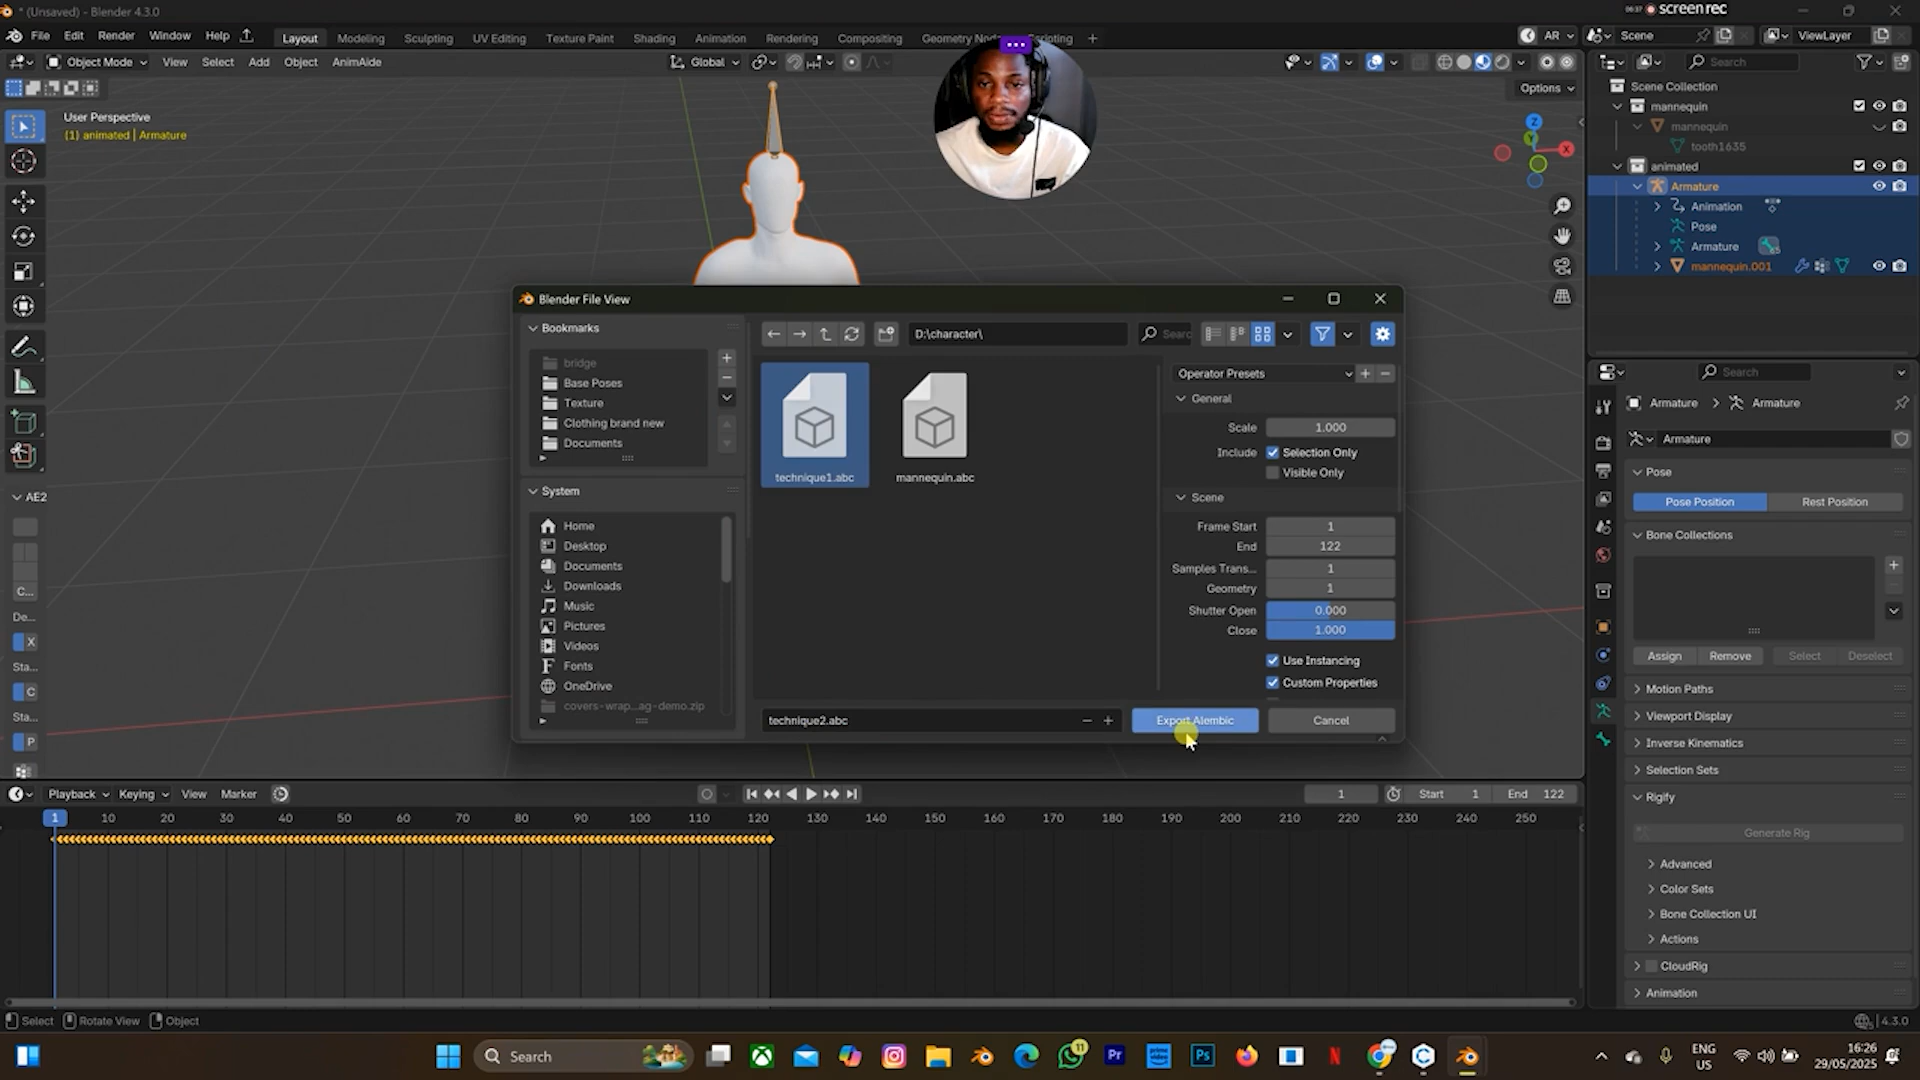 * (Unsaved) - Blender 4.3.0
screen rec
File Edit Render Window Help
Layout Modeling Sculpting UV Editing Texture Paint Shading Animation Rendering Compositing Geometry No Scripting +
AR Scene ViewLayer
Object Mode View Select Add Object AnimAide
Global
Search
Options
User Perspective
(1) animated | Armature
Z
X
Scene Collection
mannequin
mannequin
tooth1635
animated
Armature
Animation
Pose
Armature
mannequin.001
Blender File View
Bookmarks
bridge
Base Poses
Texture
Clothing brand new
Documents
System
Home
Desktop
Documents
Downloads
Music
Pictures
Videos
Fonts
OneDrive
covers-wrap...ag-demo.zip
D:\character\
Searc
technique1.abc
mannequin.abc
Operator Presets
General
Scale 1.000
Include Selection Only
Visible Only
Scene
Frame Start 1
End 122
Samples Trans... 1
Geometry 1
Shutter Open 0.000
Close 1.000
Use Instancing
Custom Properties
technique2.abc
Export Alembic
Cancel
AE2
C...
De...
X
Sta...
C
Sta...
P
Search
Armature > Armature
Armature
Pose
Pose Position Rest Position
Bone Collections
Assign Remove Select Deselect
Motion Paths
Viewport Display
Inverse Kinematics
Selection Sets
Rigify
Generate Rig
Advanced
Color Sets
Bone Collection UI
Actions
CloudRig
Animation
Playback Keying View Marker
1 Start 1 End 122
1 10 20 30 40 50 60 70 80 90 100 110 120 130 140 150 160 170 180 190 200 210 220 230 240 250
Select Rotate View Object
4.3.0
Search
11
Pr
Ps
ENG
US
16:26
29/05/2025